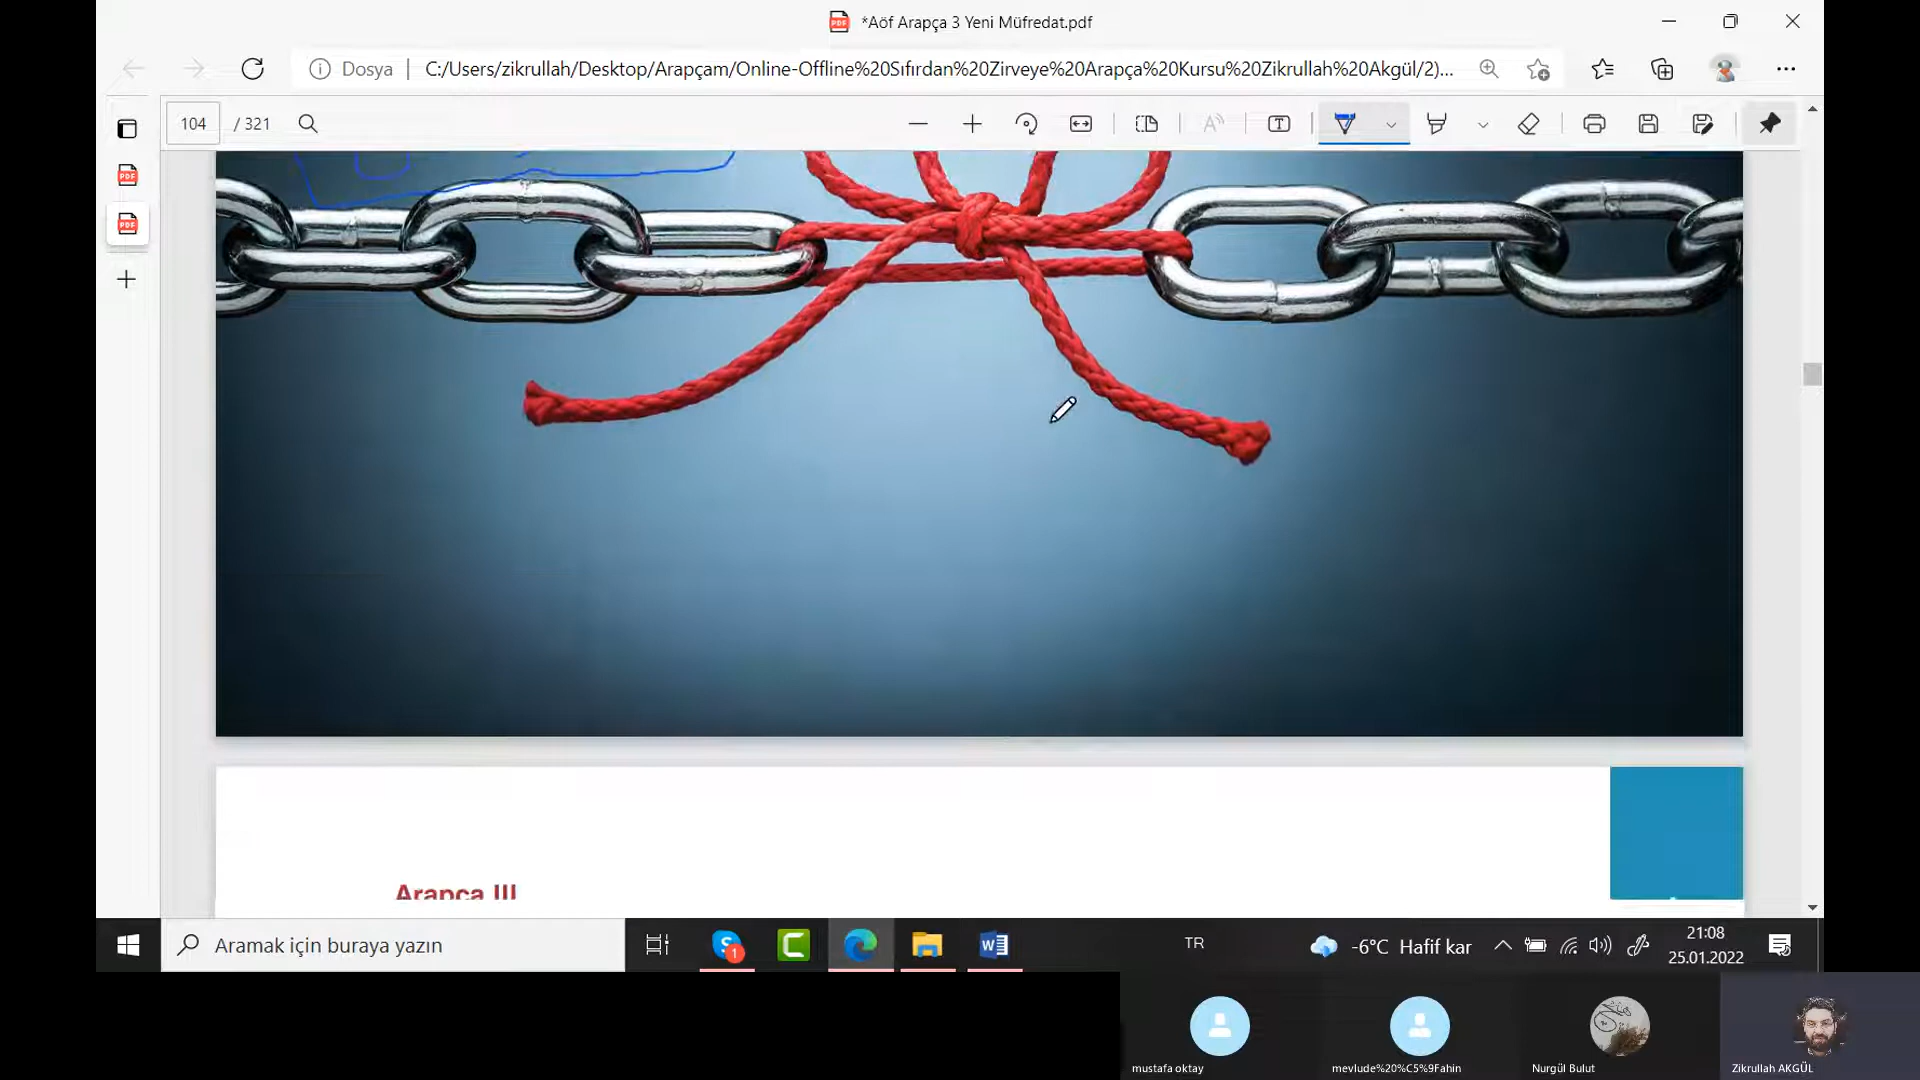 *Aöf Arapça 3 Yeni Müfredat.pdf
Dosya
C:/Users/zikrullah/Desktop/Arapçam/Online-Offline%20Sıfırdan%20Zirveye%20Arapça%20Kursu%20Zikrullah%20Akgül/2)...
104 / 321
Arapça III
Aramak için buraya yazın
1
TR
-6°C Hafif kar
21:08
25.01.2022
mustafa oktay
mevlude%20%C5%9Fahin
Nurgül Bulut
Zikrullah AKGÜL